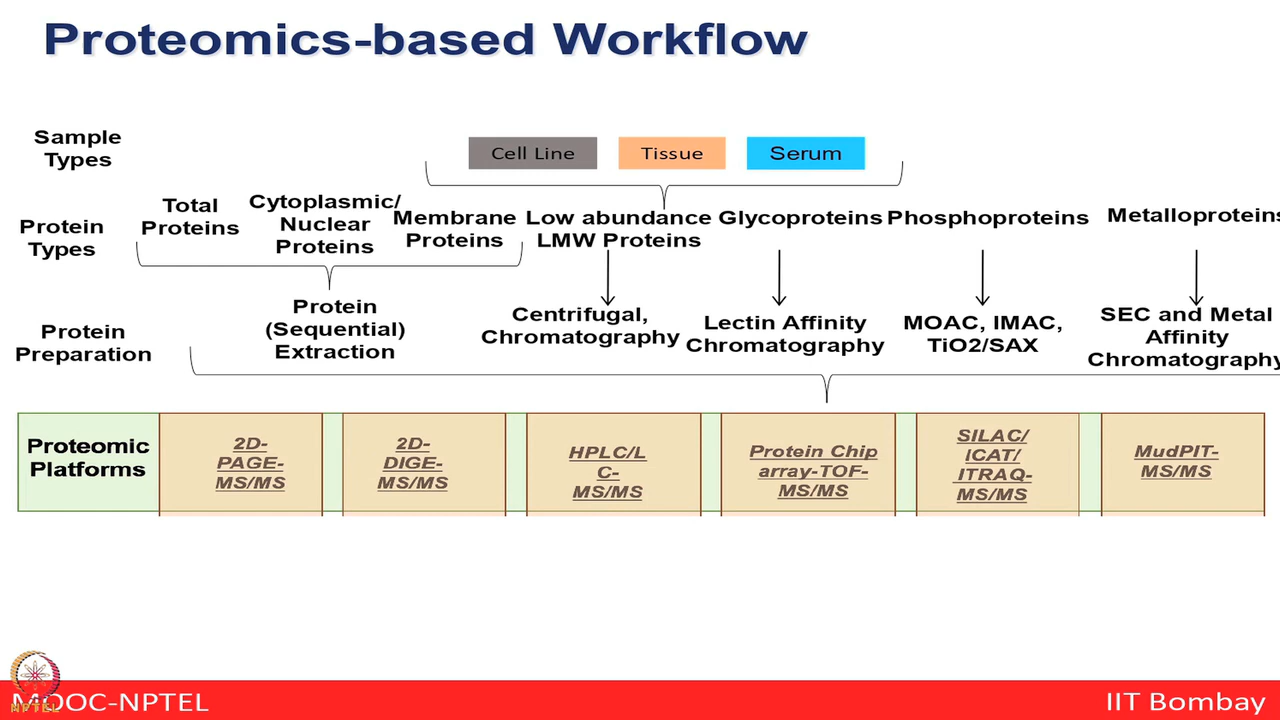 Proteomics-based Workflow
Sample
Types
Cell Line
Tissue
Serum
Protein
Types
Total
Proteins
Cytoplasmic/
Nuclear
Proteins
Membrane
Proteins
Low abundance
LMW Proteins
Glycoproteins
Phosphoproteins
Metalloproteins
Protein
Preparation
Protein
(Sequential)
Extraction
Centrifugal,
Chromatography
Lectin Affinity
Chromatography
MOAC, IMAC,
TiO2/SAX
SEC and Metal
Affinity
Chromatography
Proteomic
Platforms
2D-
PAGE-
MS/MS
2D-
DIGE-
MS/MS
HPLC/L
C-
MS/MS
Protein Chip
array-TOF-
MS/MS
SILAC/
ICAT/
ITRAQ-
MS/MS
MudPIT-
MS/MS
NPTEL
MOOC-NPTEL
IIT Bombay